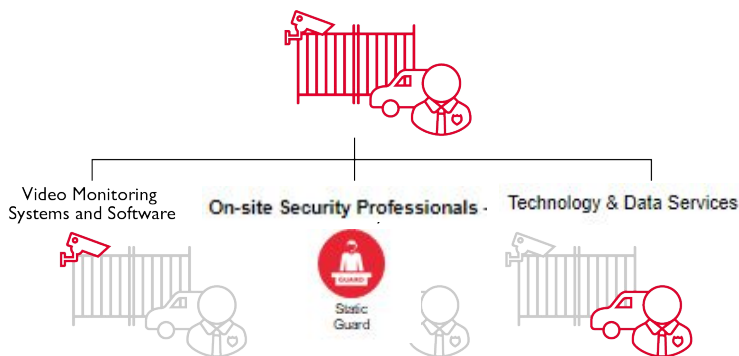 Video Monitoring
Systems and Software
On-site Security Professionals -
Technology & Data Services
GUARD
Static
Guard